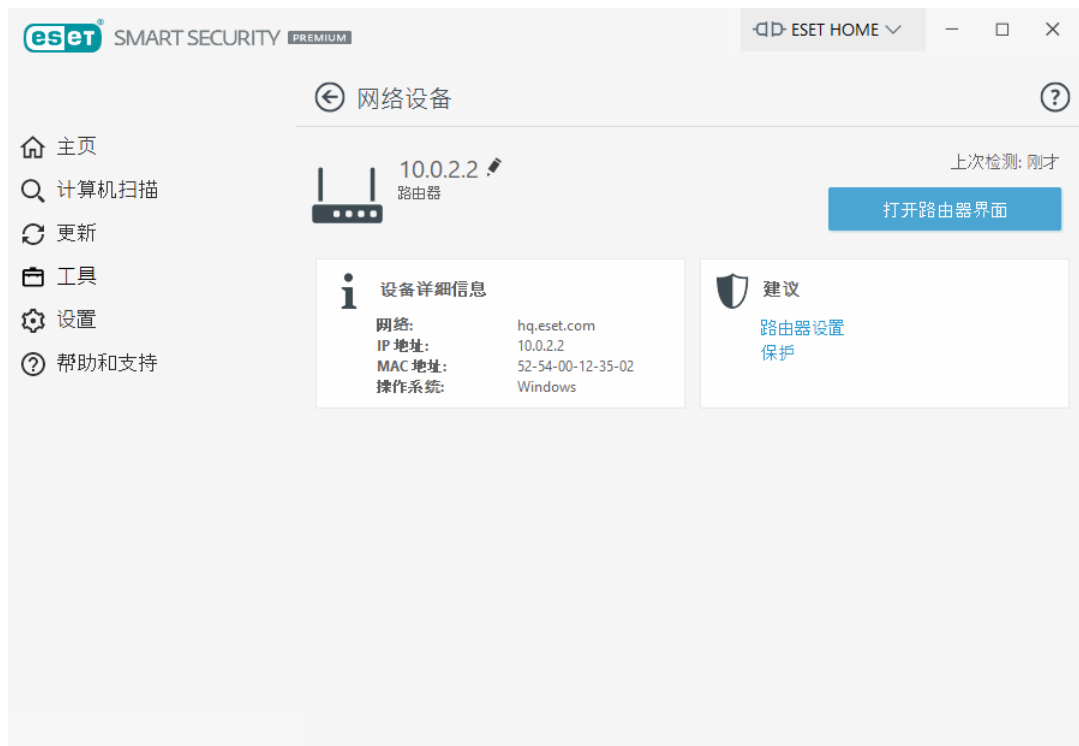 eset® SMART SECURITY PREMIUM
ESET HOME
网络设备
主页
计算机扫描
更新
工具
设置
帮助和支持
10.0.2.2
路由器
上次检测: 刚才
打开路由器界面
设备详细信息
网络: hq.eset.com
IP 地址: 10.0.2.2
MAC 地址: 52-54-00-12-35-02
操作系统: Windows
建议
路由器设置
保护